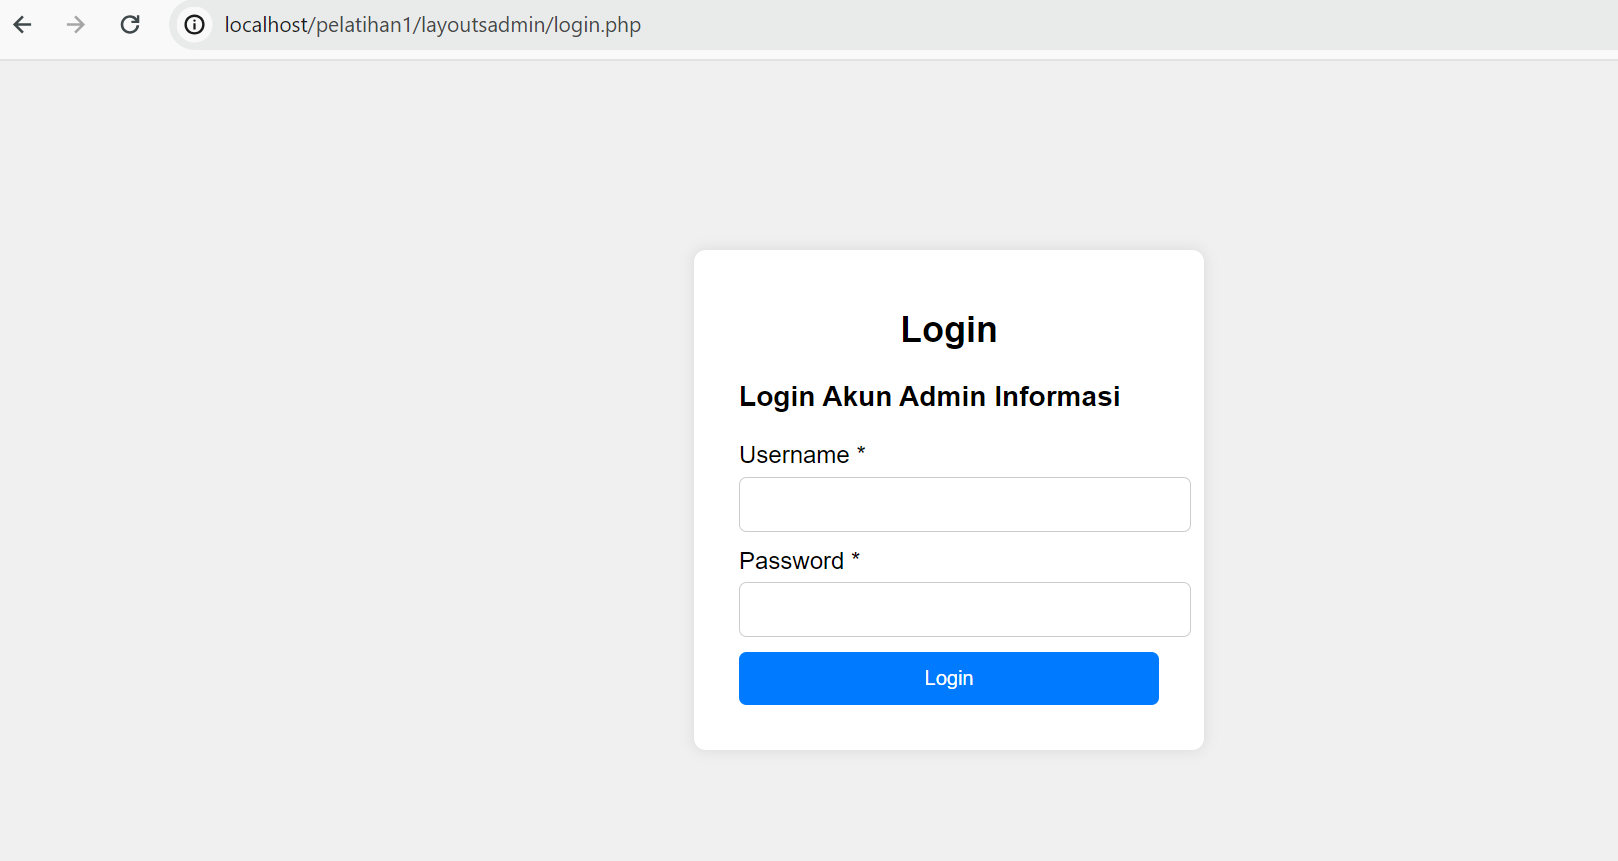 localhost/pelatihan1/layoutsadmin/login.php
Login
Login Akun Admin Informasi
Username *
Password *
Login